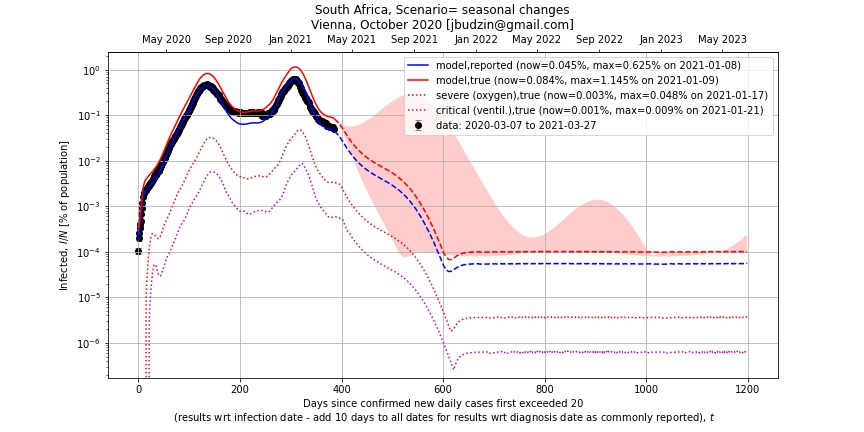 South Africa, Scenario= seasonal changes
Vienna, October 2020 [jbudzin@gmail.com]
May 2020 Sep 2020 Jan 2021 May 2021 Sep 2021 Jan 2022 May 2022 Sep 2022 Jan 2023 May 2023
model,reported (now=0.045%, max=0.625% on 2021-01-08)
model,true (now=0.084%, max=1.145% on 2021-01-09)
severe (oxygen),true (now=0.003%, max=0.048% on 2021-01-17)
critical (ventil.),true (now=0.001%, max=0.009% on 2021-01-21)
data: 2020-03-07 to 2021-03-27
Infected, I/N [% of population]
10⁰
10⁻¹
10⁻²
10⁻³
10⁻⁴
10⁻⁵
10⁻⁶
0 200 400 600 800 1000 1200
Days since confirmed new daily cases first exceeded 20
(results wrt infection date - add 10 days to all dates for results wrt diagnosis date as commonly reported), t